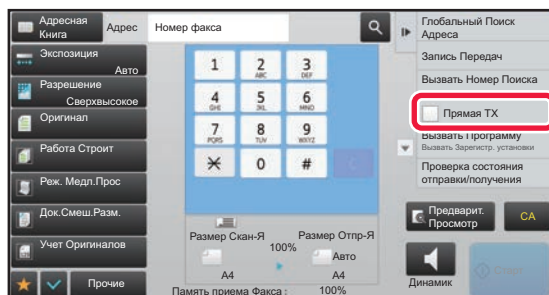 Адресная
Книга
Адрес
Номер факса
Глобальный Поиск
Адреса
Экспозиция
Авто
Запись Передач
Разрешение
Сверхвысокое
Вызвать Номер Поиска
Оригинал
Прямая TX
Работа Строит
Вызвать Программу
Вызвать Зарегистр. установки
Реж. Медл.Прос
Проверка состояния
отправки/получения
Док.Смеш.Разм.
Учет Оригиналов
Прочие
1
2
ABC
3
DEF
4
GHI
5
JKL
6
MNO
7
PQRS
8
TUV
9
WXYZ
0
#
Размер Скан-Я
100%
Размер Отпр-Я
Авто
A4
A4
Память приема Факса :
100%
Предварит.
Просмотр
CA
Динамик
Старт